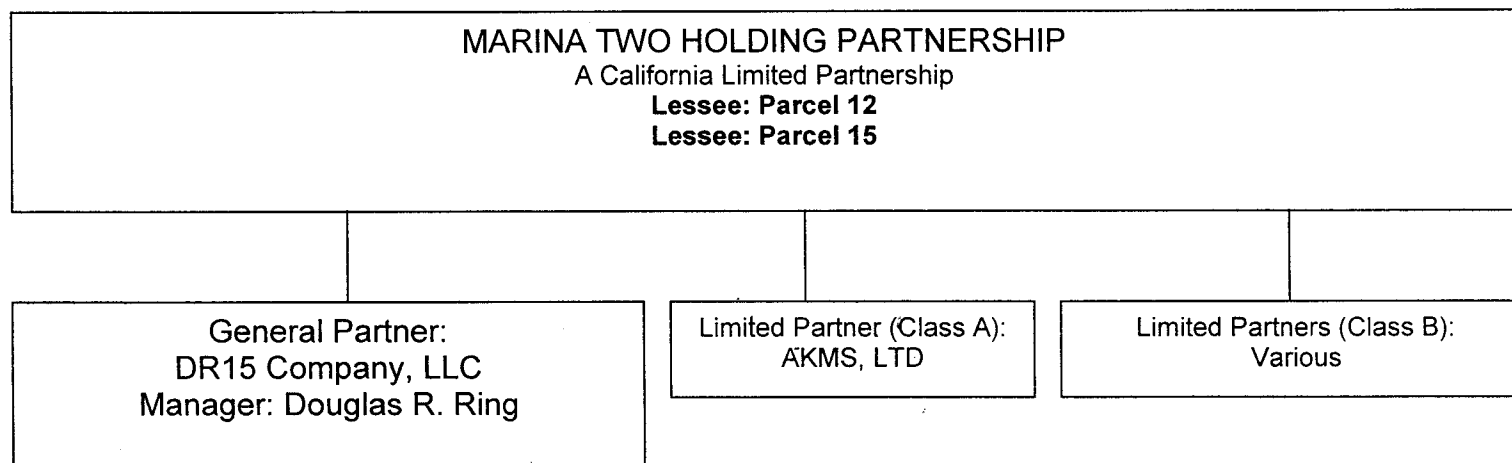 MARINA TWO HOLDING PARTNERSHIP
A California Limited Partnership
Lessee: Parcel 12
Lessee: Parcel 15
General Partner:
DR15 Company, LLC
Manager: Douglas R. Ring
Limited Partner (Class A):
AKMS, LTD
Limited Partners (Class B):
Various